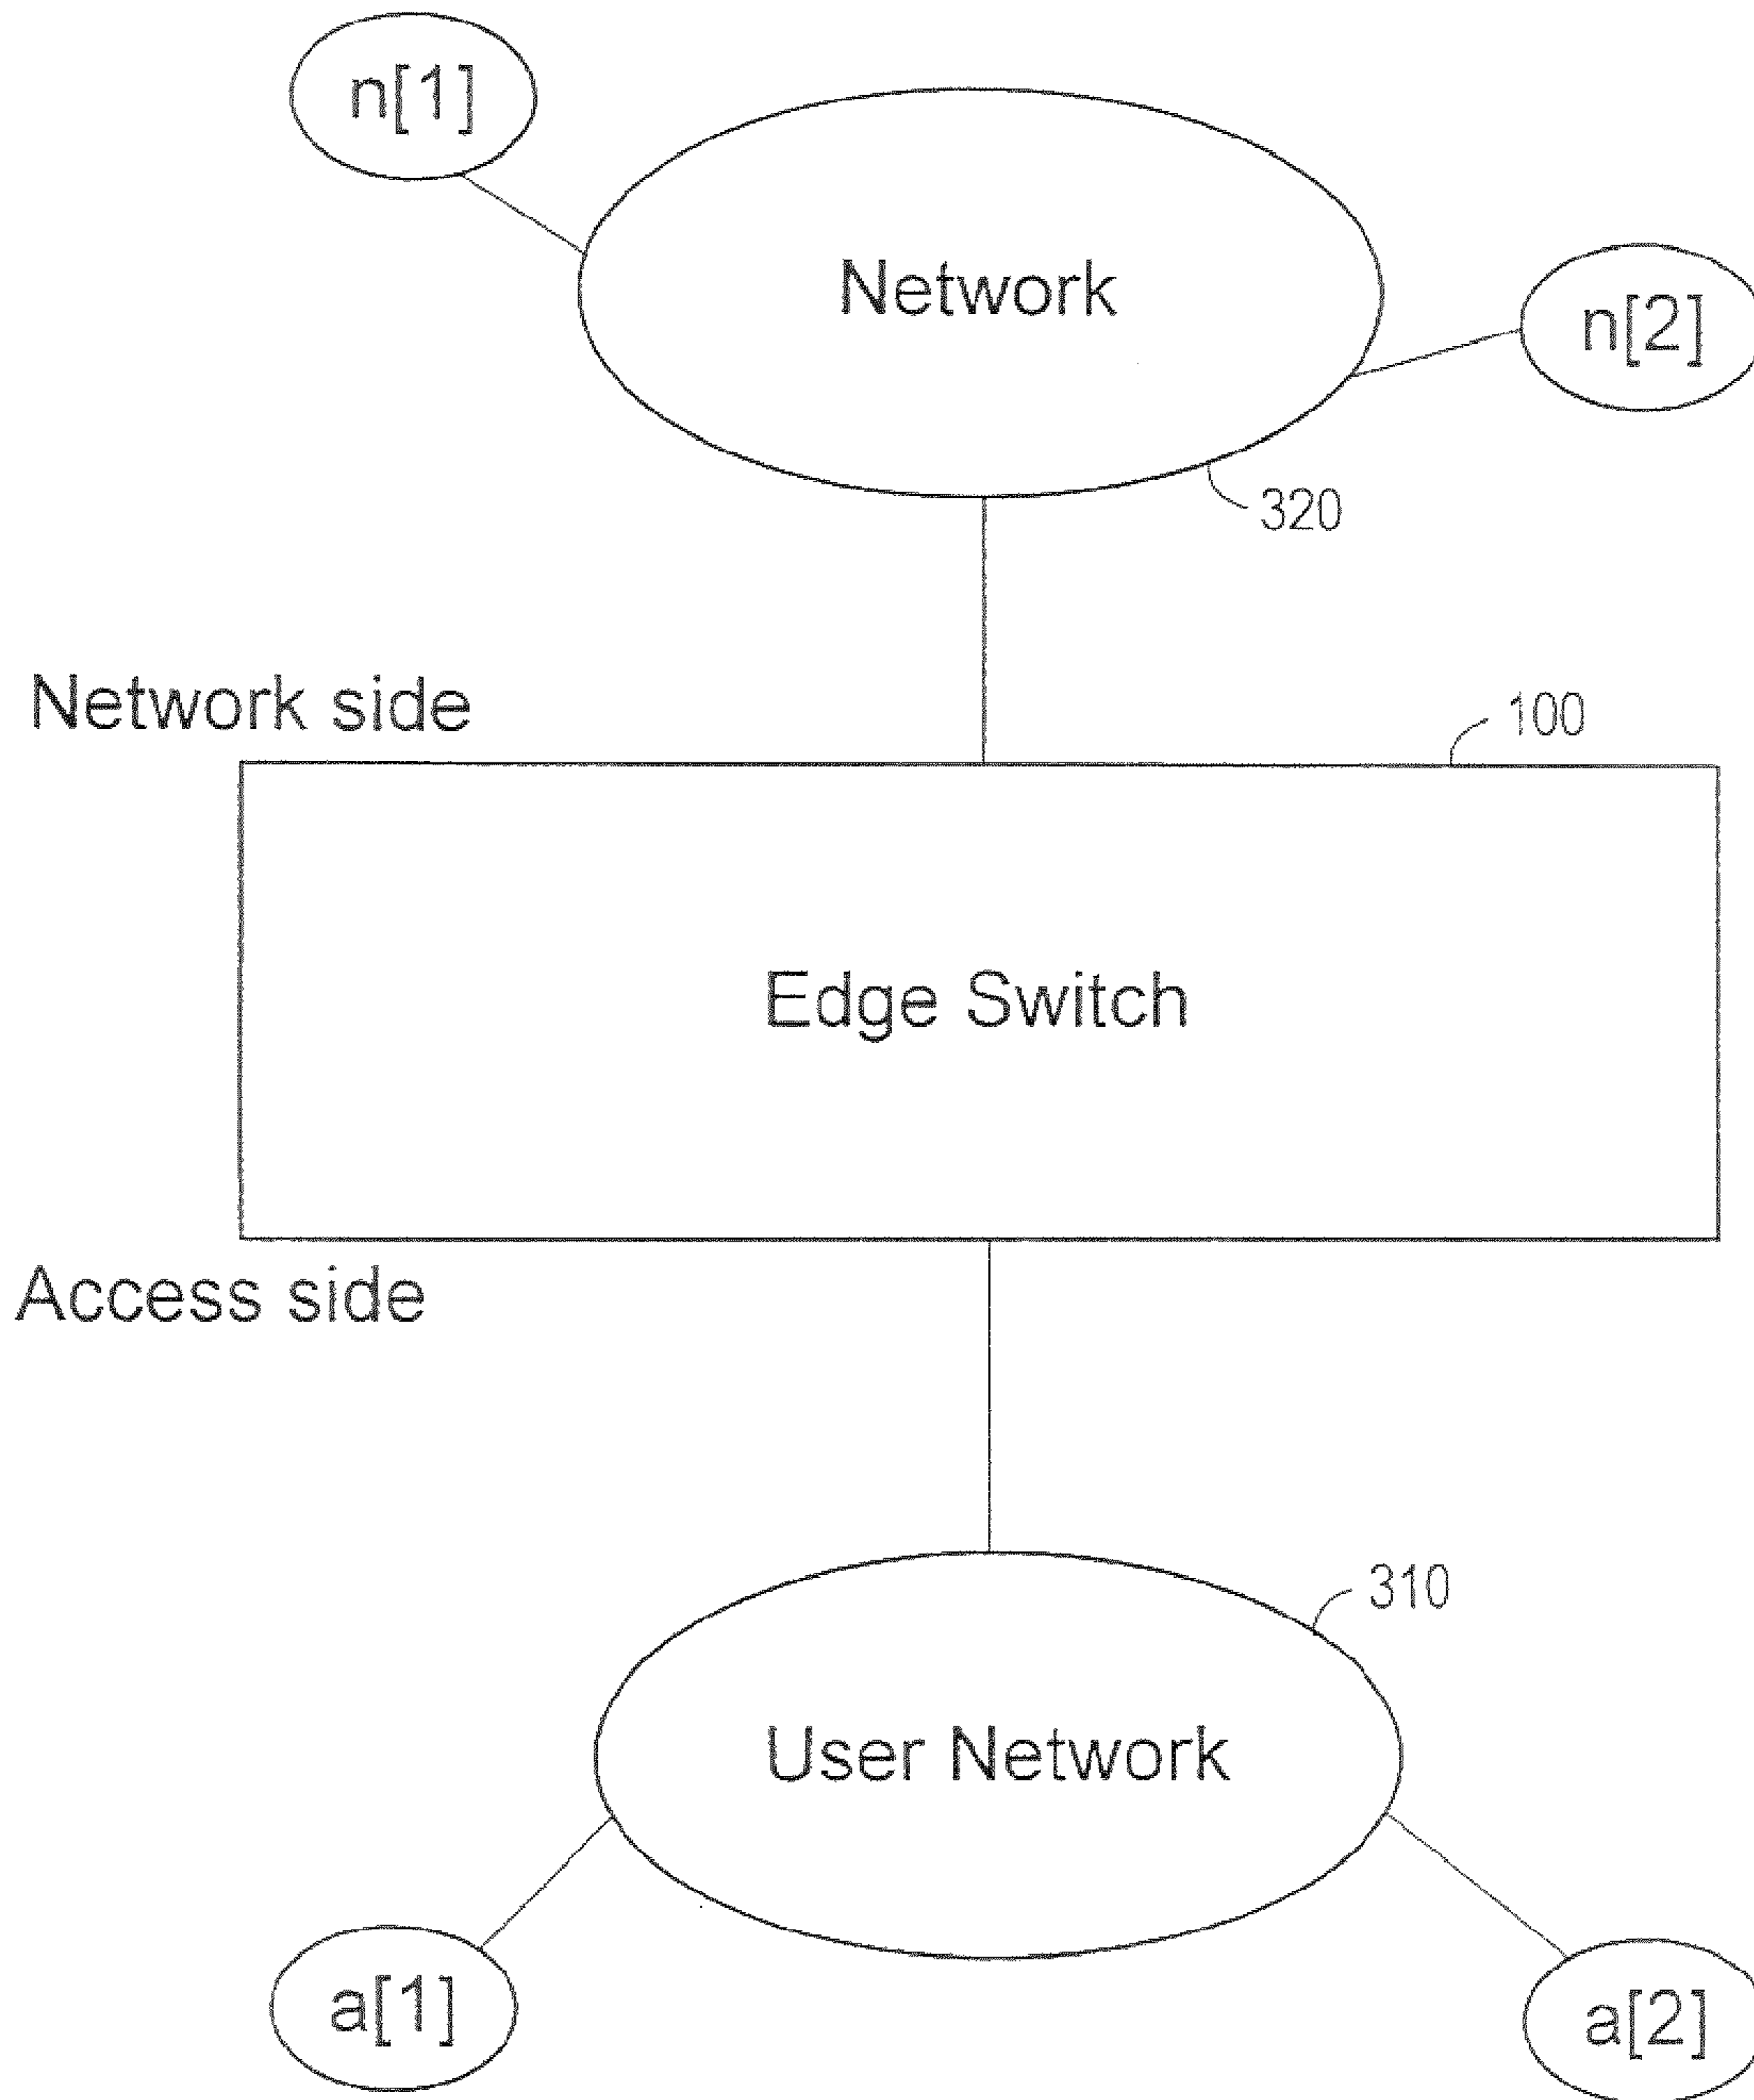 n[1]
Network
n[2]
320
Network side
100
Edge Switch
Access side
310
User Network
a[1]
a[2]